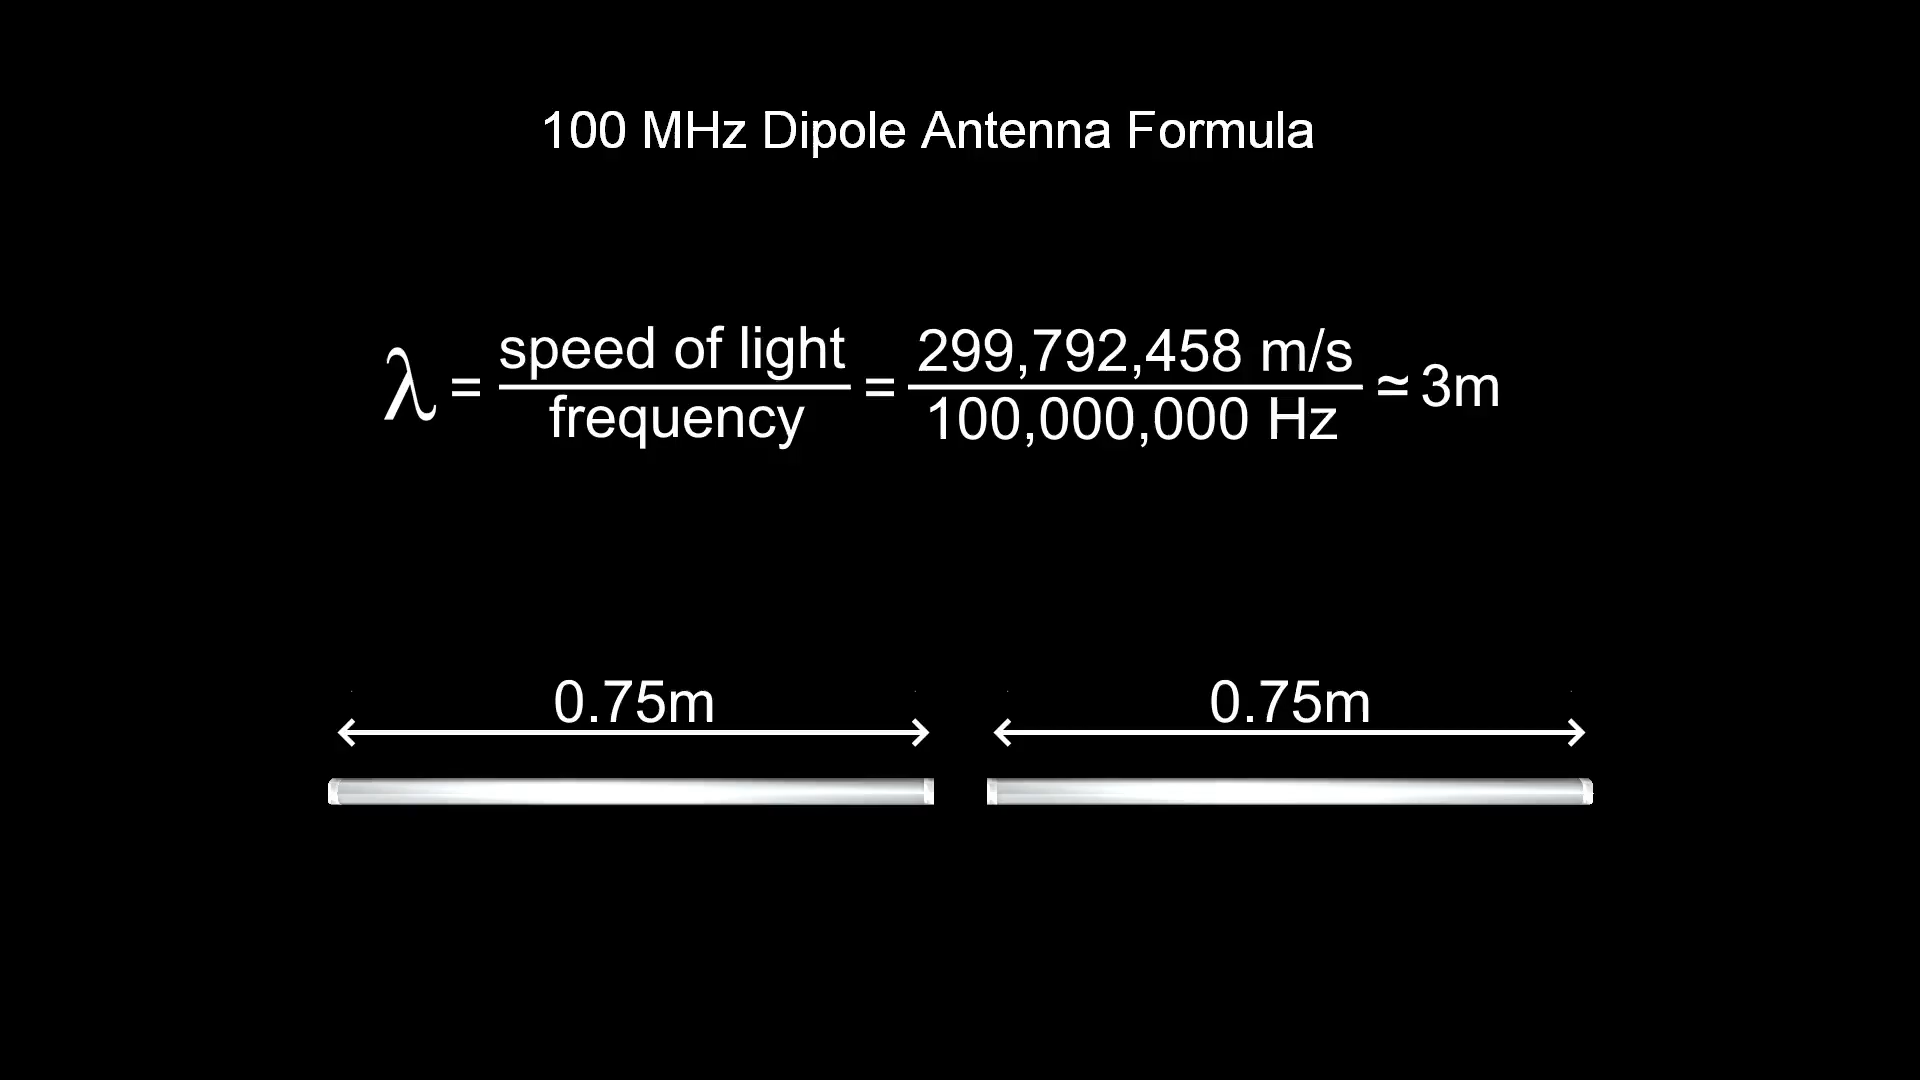 100 MHz Dipole Antenna Formula
λ = speed of light / frequency = 299,792,458 m/s / 100,000,000 Hz ≃ 3m
0.75m 0.75m